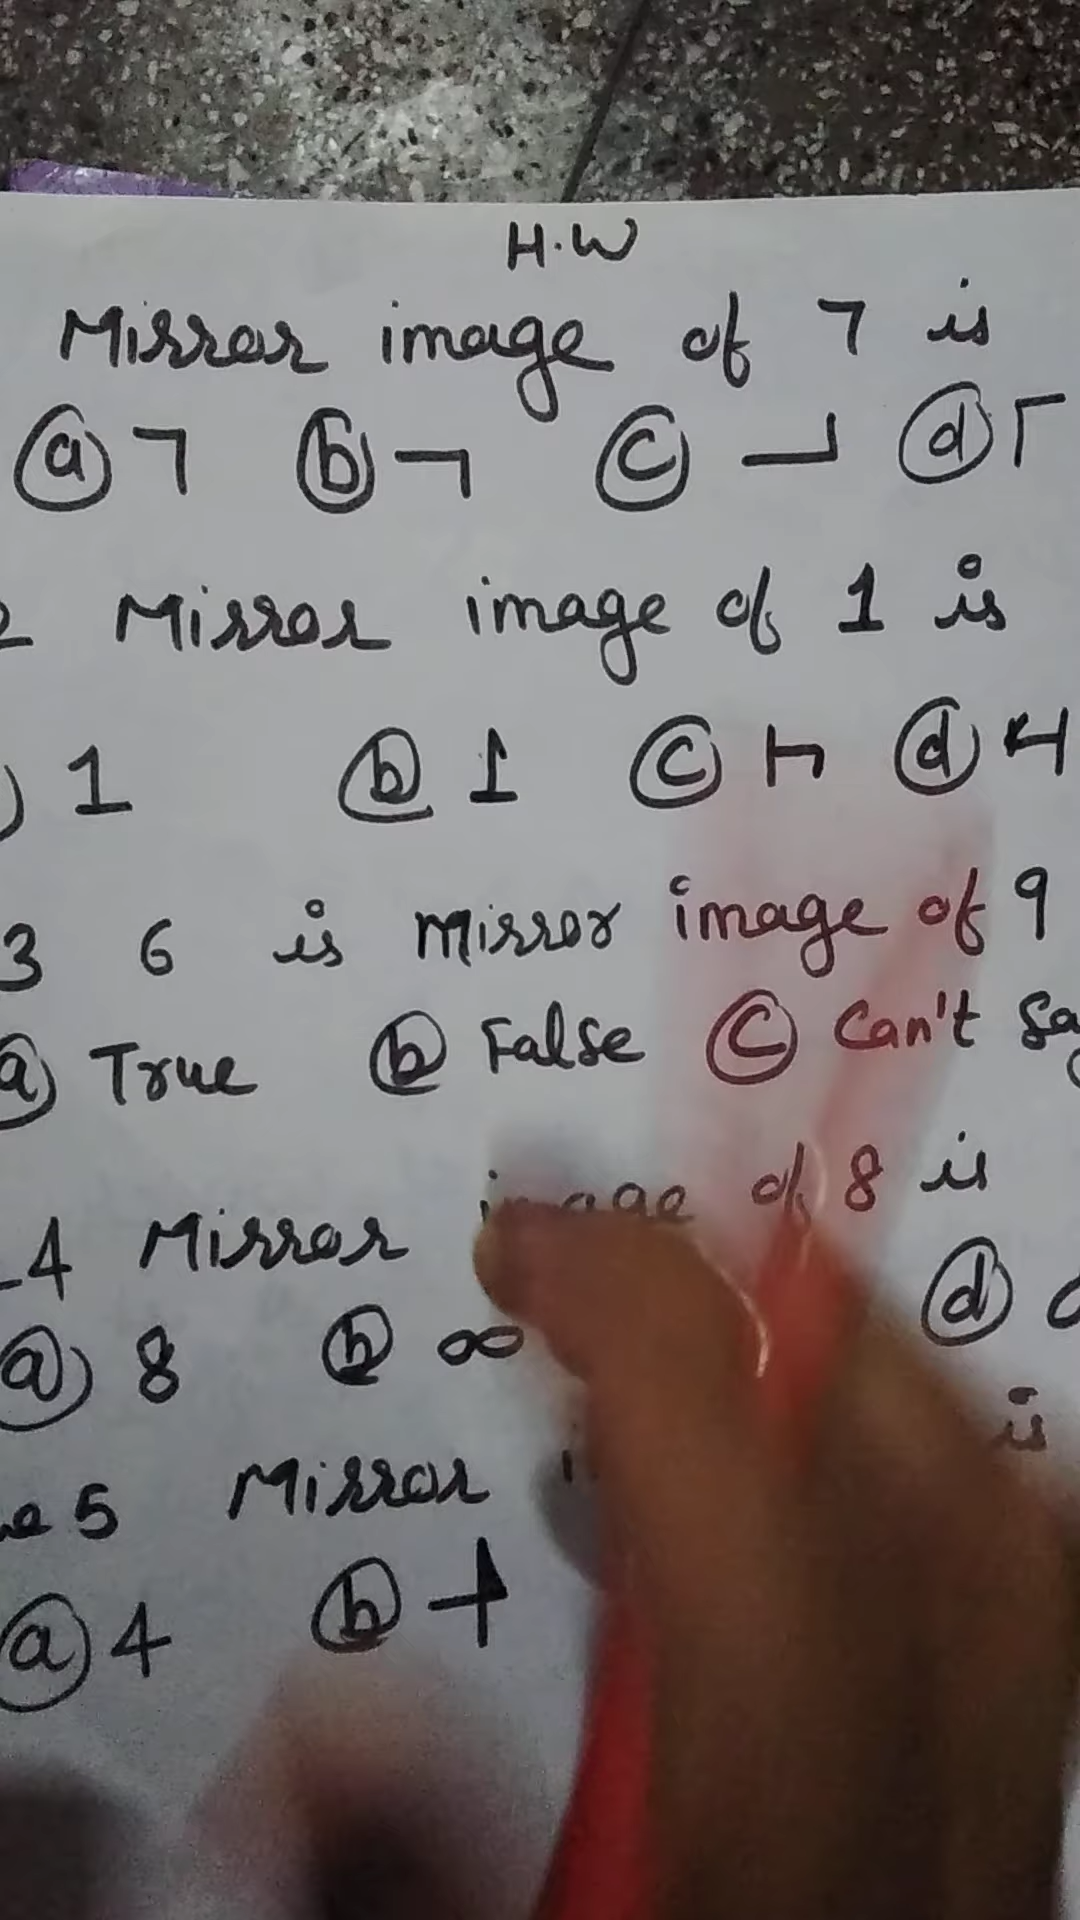 H.W
Mirror image of 7 is
(a) ㄱ (b) ¬ (c) ┘ (d) Γ
2 Mirror image of 1 is
) 1 (b) (c) (d)
3 6 is mirror image of 9
(a) True (b) False (c) Can't
4 Mirror image of 8 is
(a) 8 (b) ∞ (d)
5 Mirror is
(a) 4 (b)